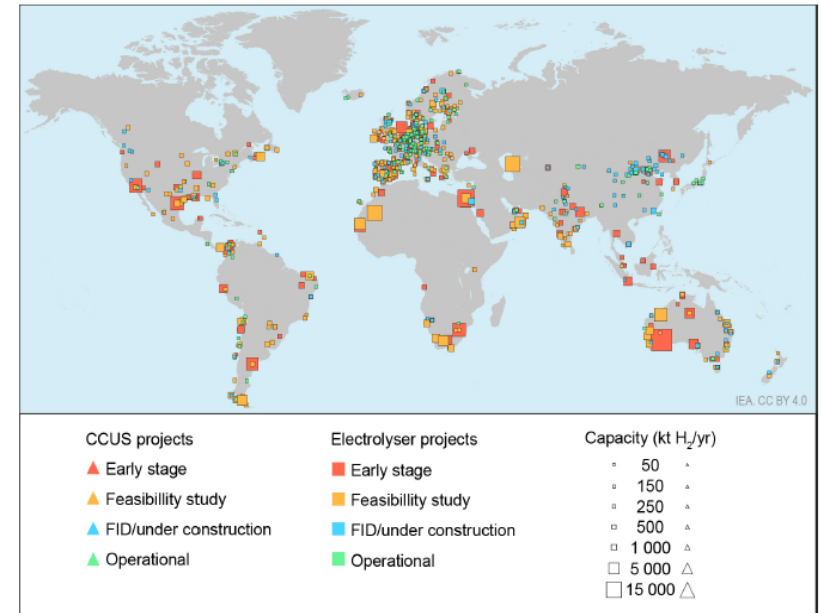 IEA. CC BY 4.0
CCUS projects
Early stage
Feasibillity study
FID/under construction
Operational
Electrolyser projects
Early stage
Feasibillity study
FID/under construction
Operational
Capacity (kt H₂/yr)
50
150
250
500
1 000
5 000
15 000